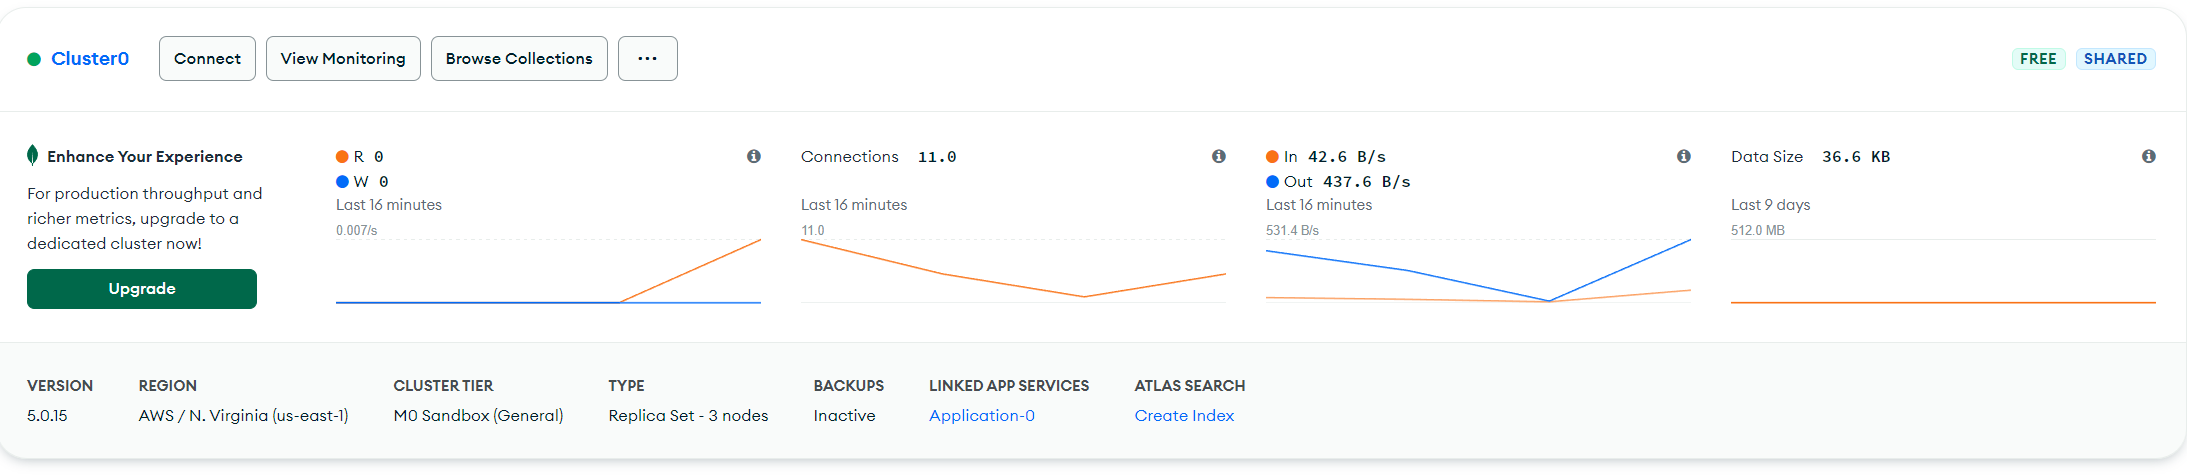 Cluster0 Connect View Monitoring Browse Collections ... FREE SHARED
Enhance Your Experience
For production throughput and
richer metrics, upgrade to a
dedicated cluster now!
Upgrade
R 0
W 0
Last 16 minutes
0.007/s
Connections 11.0
Last 16 minutes
11.0
In 42.6 B/s
Out 437.6 B/s
Last 16 minutes
531.4 B/s
Data Size 36.6 KB
Last 9 days
512.0 MB
VERSION REGION CLUSTER TIER TYPE BACKUPS LINKED APP SERVICES ATLAS SEARCH
5.0.15 AWS / N. Virginia (us-east-1) M0 Sandbox (General) Replica Set - 3 nodes Inactive Application-0 Create Index